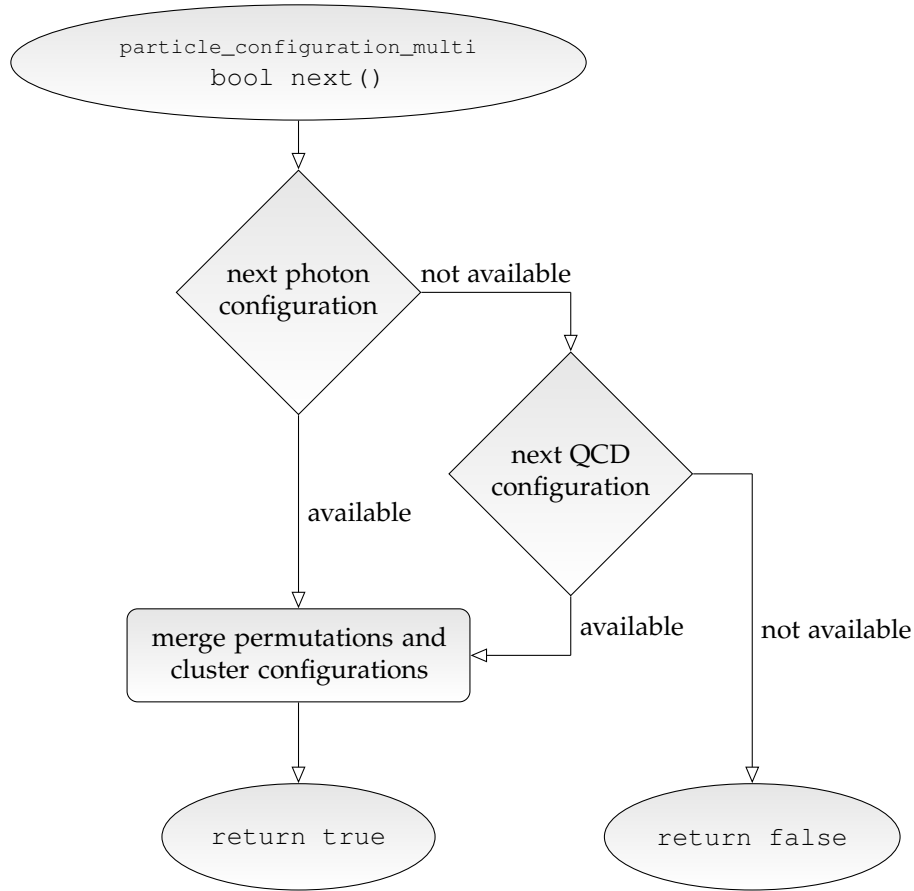 particle_configuration_multi
bool next()
next photon
configuration
not available
next QCD
configuration
available
available
not available
merge permutations and
cluster configurations
return true
return false